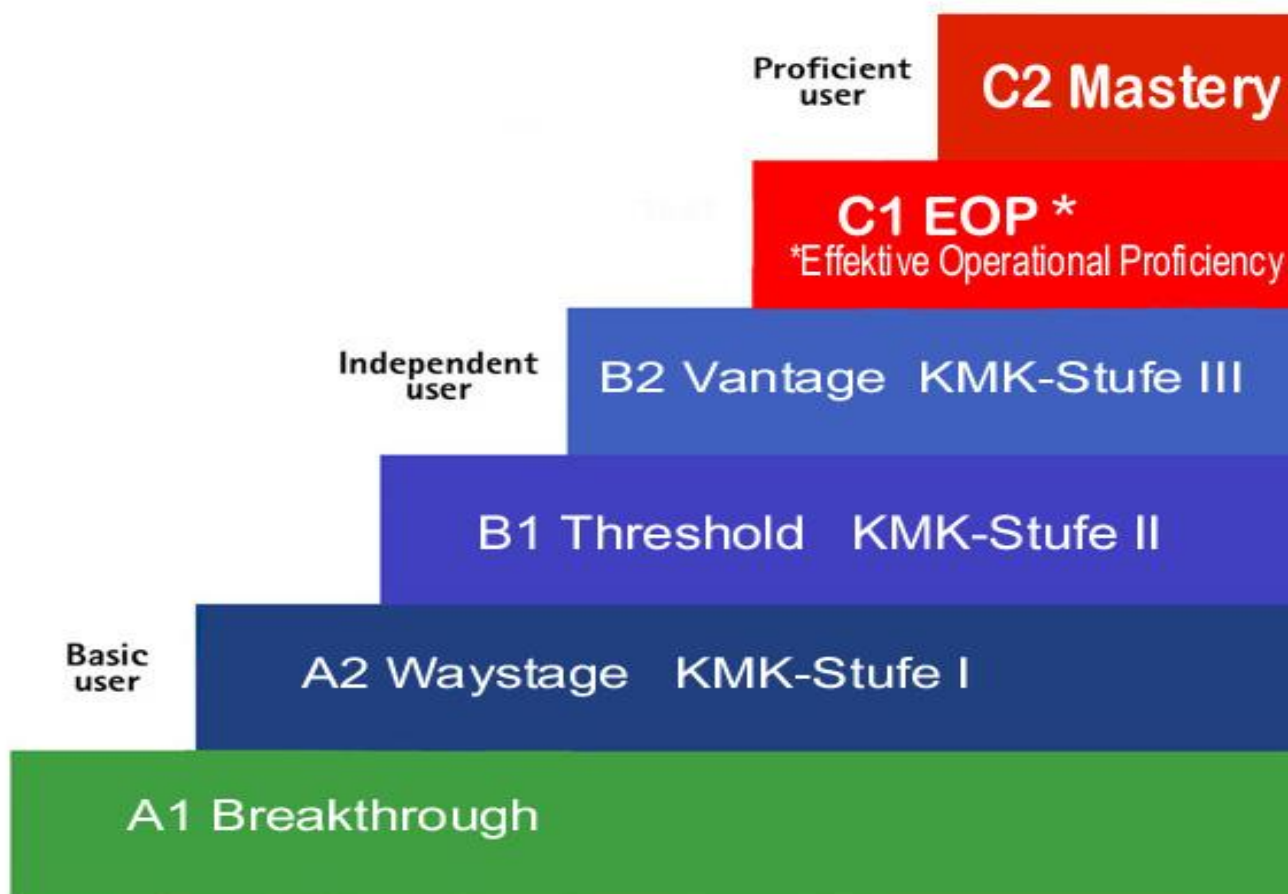 Proficient
user
C2 Mastery
C1 EOP *
*Effektive Operational Proficiency
Independent
user
B2 Vantage KMK-Stufe III
B1 Threshold KMK-Stufe II
Basic
user
A2 Waystage KMK-Stufe I
A1 Breakthrough